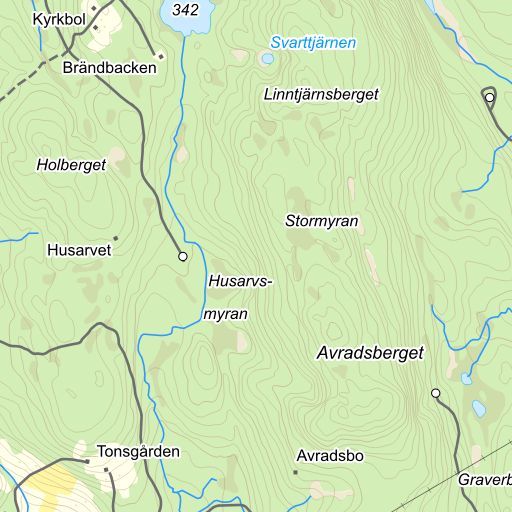 342
Kyrkbol
Svarttjärnen
Brändbacken
Linntjärnsberget
Holberget
Stormyran
Husarvet
Husarvs-
myran
Avradsberget
Tonsgården
Avradsbo
Graverb